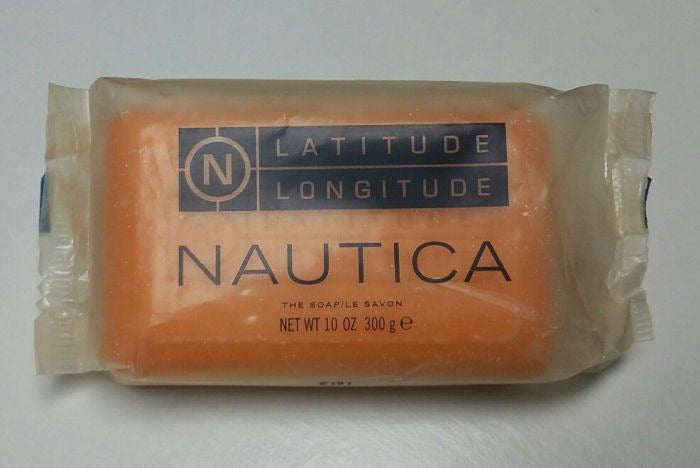 N
LATITUDE
LONGITUDE
NAUTICA
THE SOAP/LE SAVON
NET WT 10 OZ 300 g ℮